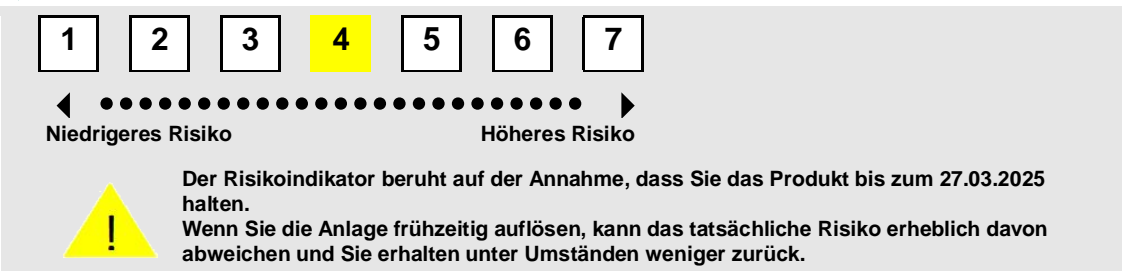 1 2 3 4 5 6 7
Niedrigeres Risiko Höheres Risiko
!
Der Risikoindikator beruht auf der Annahme, dass Sie das Produkt bis zum 27.03.2025
halten.
Wenn Sie die Anlage frühzeitig auflösen, kann das tatsächliche Risiko erheblich davon
abweichen und Sie erhalten unter Umständen weniger zurück.